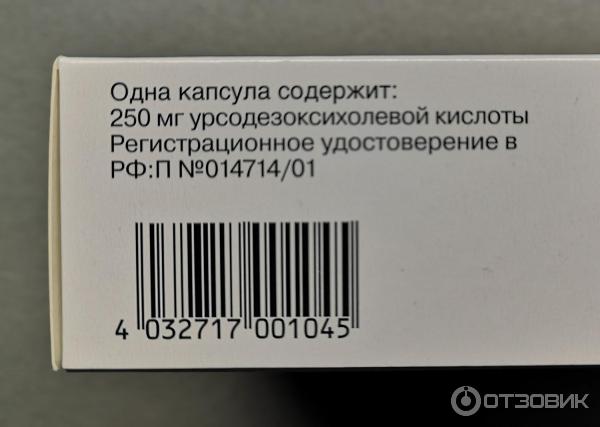 Одна капсула содержит:
250 мг урсодезоксихолевой кислоты
Регистрационное удостоверение в
РФ:П №014714/01
4 032717 001045
ОТЗОВИК